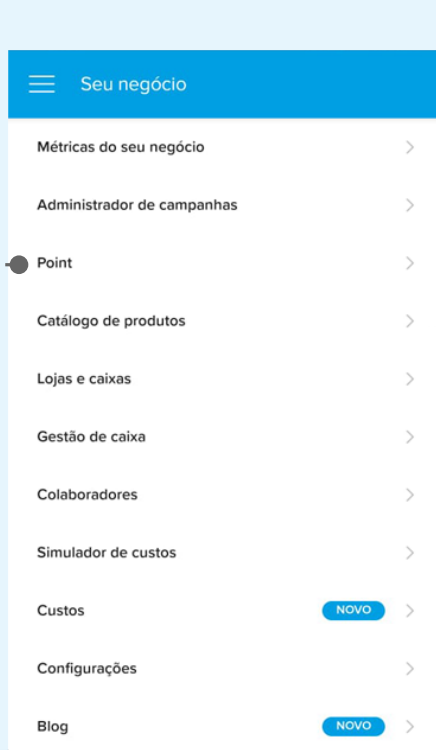 Seu negócio
Métricas do seu negócio
Administrador de campanhas
Point
Catálogo de produtos
Lojas e caixas
Gestão de caixa
Colaboradores
Simulador de custos
Custos NOVO
Configurações
Blog NOVO